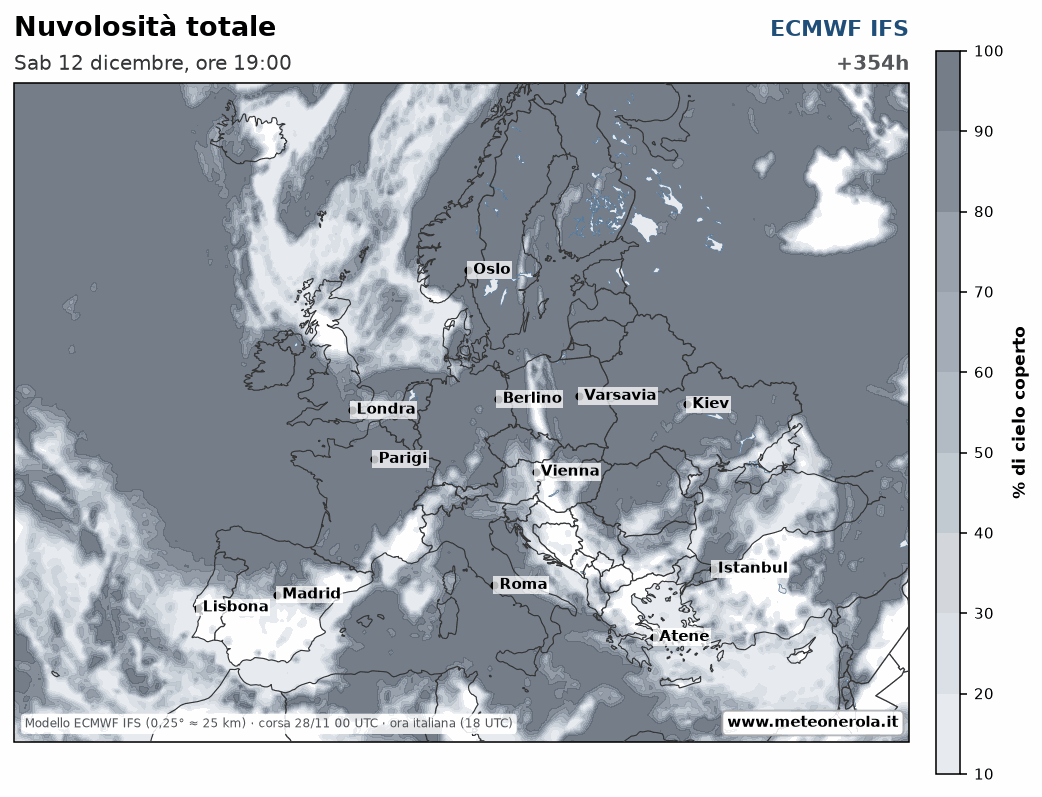 Nuvolosità totale
ECMWF IFS
Sab 12 dicembre, ore 19:00
+354h
100
90
80
70
60
50
40
30
20
10
% di cielo coperto
Oslo
Berlino
Varsavia
Kiev
Londra
Parigi
Vienna
Istanbul
Roma
Madrid
Lisbona
Atene
Modello ECMWF IFS (0,25° ≈ 25 km) · corsa 28/11 00 UTC · ora italiana (18 UTC)
www.meteonerola.it